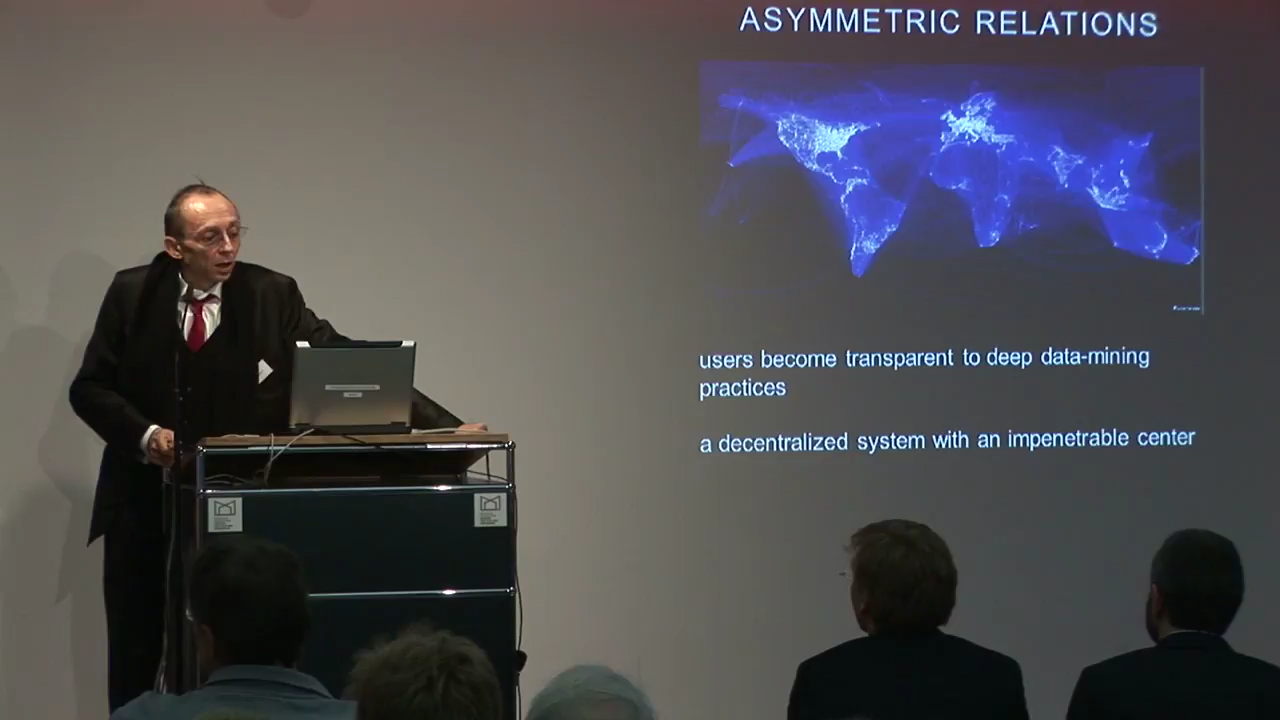 ASYMMETRIC RELATIONS
users become transparent to deep data-mining
practices
a decentralized system with an impenetrable center